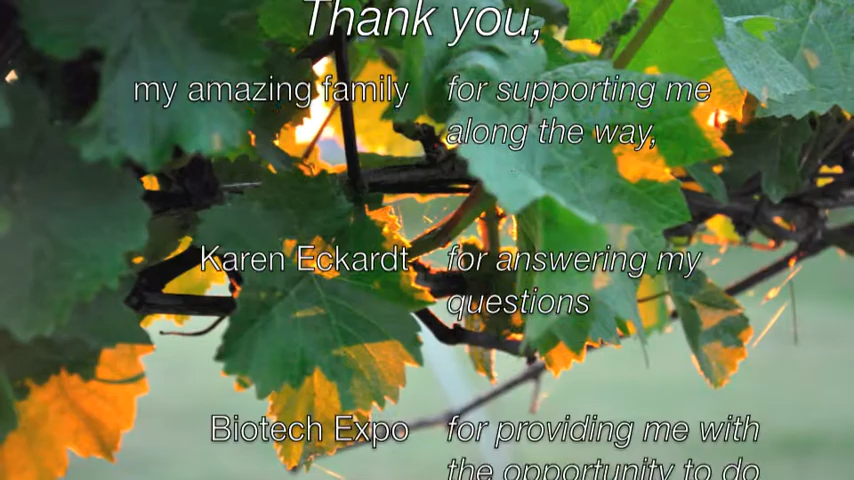 Thank you,
my amazing family for supporting me
along the way,
Karen Eckardt for answering my
questions
Biotech Expo for providing me with
the opportunity to do